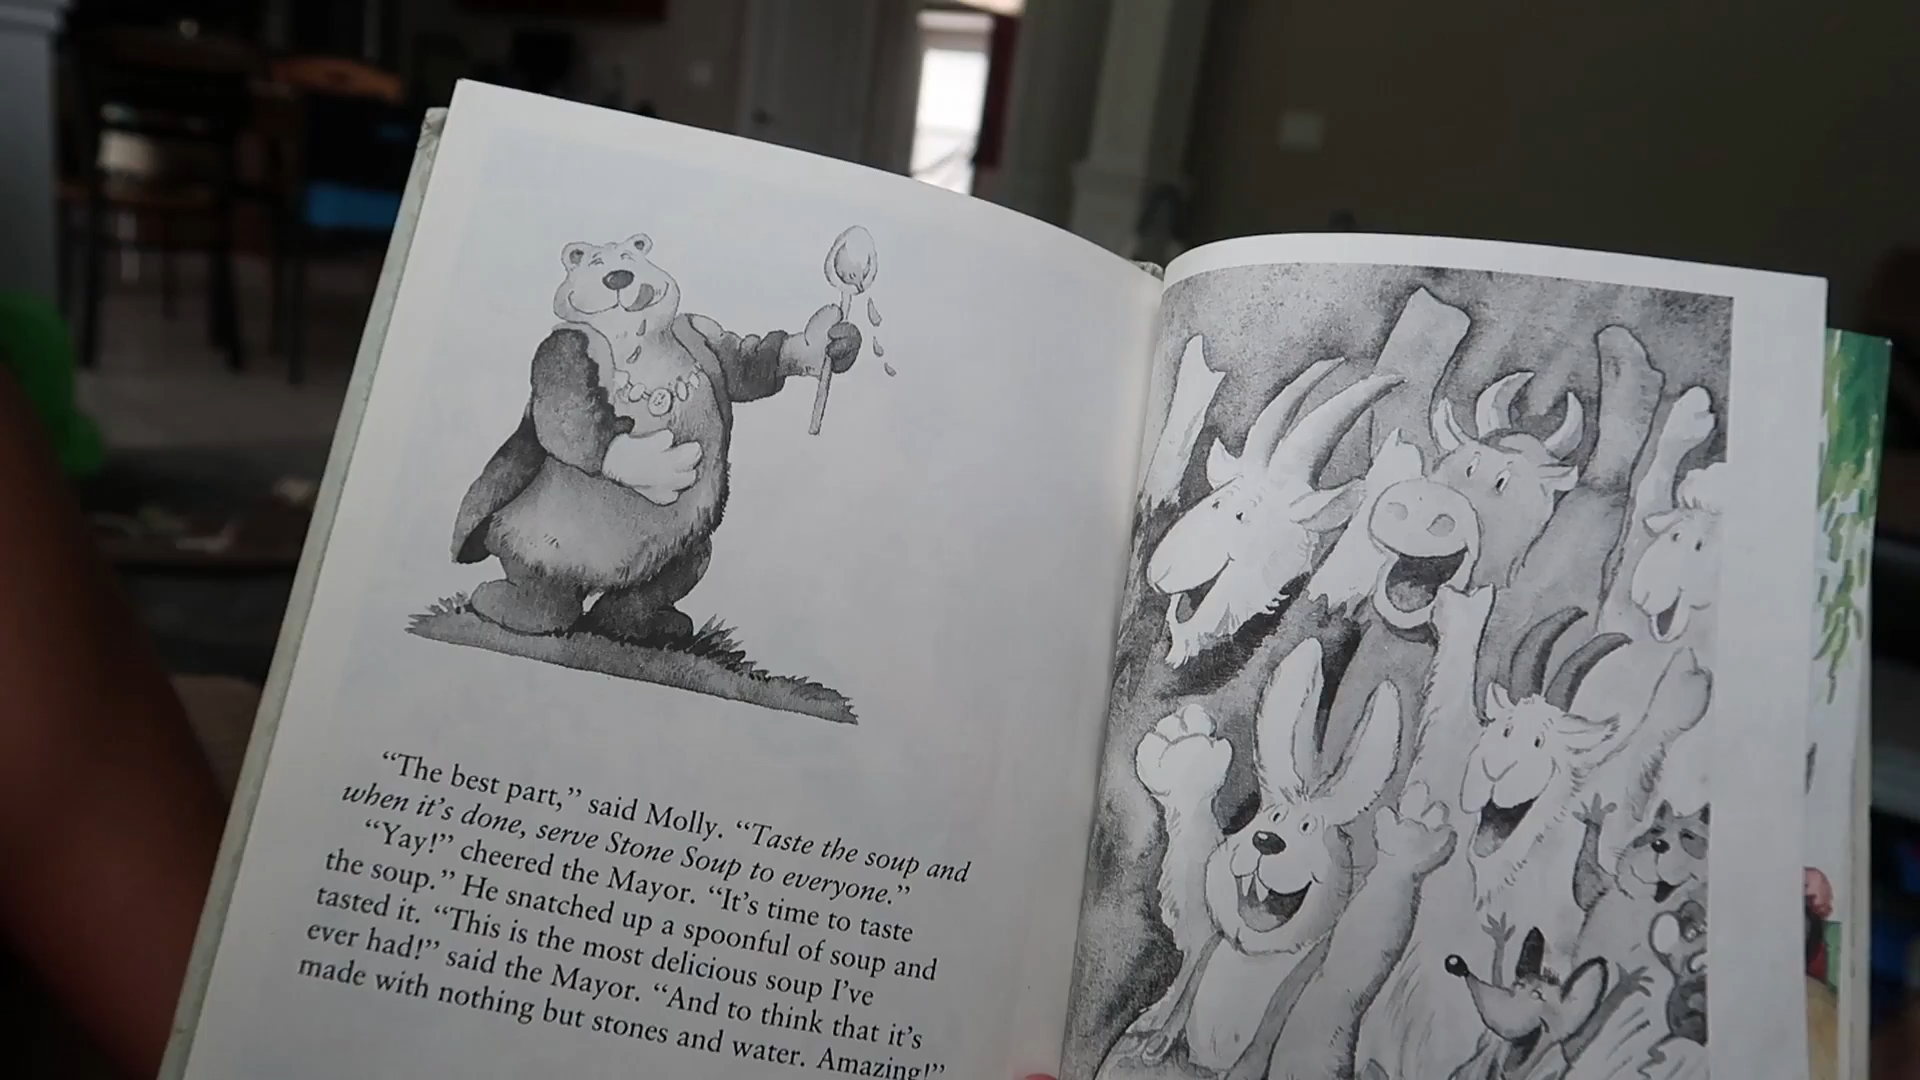 “The best part,” said Molly. “Taste the soup and
when it’s done, serve Stone Soup to everyone.”
“Yay!” cheered the Mayor. “It’s time to taste
the soup.” He snatched up a spoonful of soup and
tasted it. “This is the most delicious soup I’ve
ever had!” said the Mayor. “And to think that it’s
made with nothing but stones and water. Amazing!”